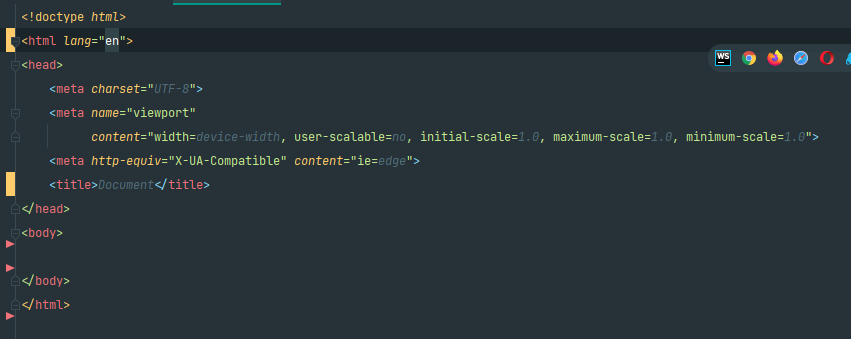 <!doctype html>
<html lang="en">
WS
<head>
    <meta charset="UTF-8">
    <meta name="viewport"
          content="width=device-width, user-scalable=no, initial-scale=1.0, maximum-scale=1.0, minimum-scale=1.0">
    <meta http-equiv="X-UA-Compatible" content="ie=edge">
    <title>Document</title>
</head>
<body>
</body>
</html>